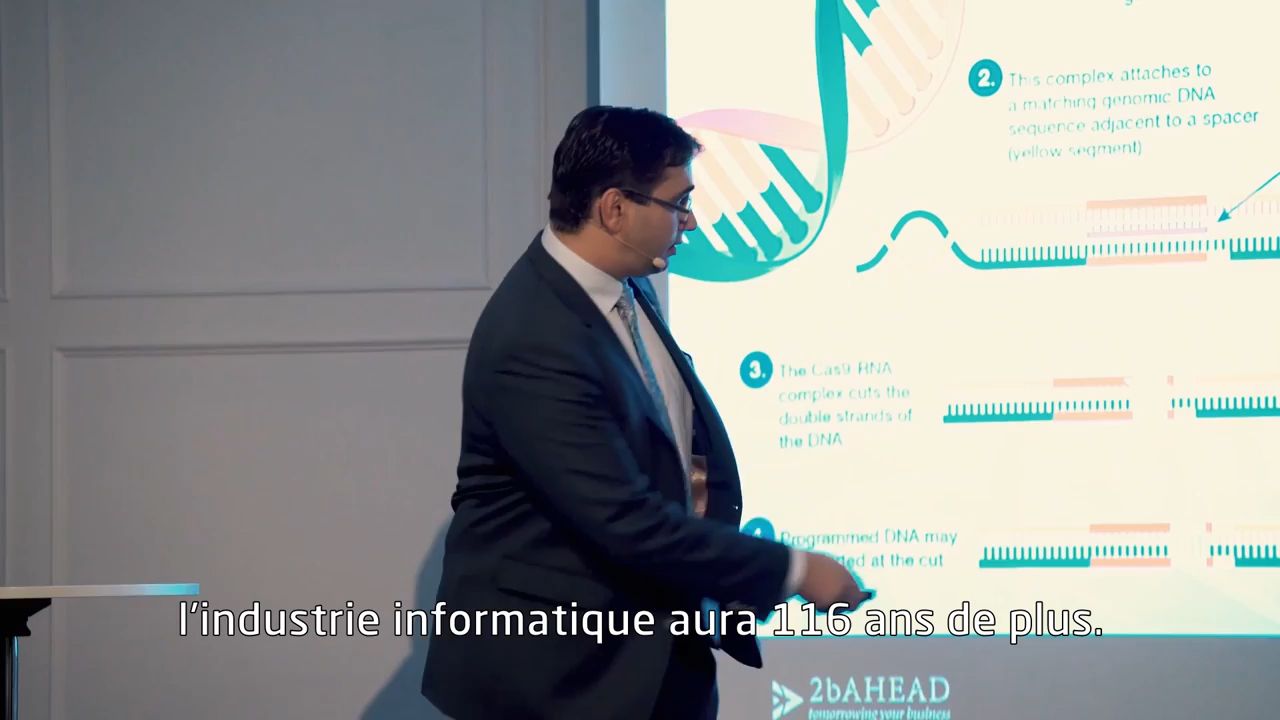 2. This complex attaches to
a matching genomic DNA
sequence adjacent to a spacer
(yellow segment)
3. The Cas9 RNA
complex cuts the
double strands of
the DNA
Programmed DNA may
at the cut
l’industrie informatique aura 116 ans de plus.
2bAHEAD
tomorrowing your business